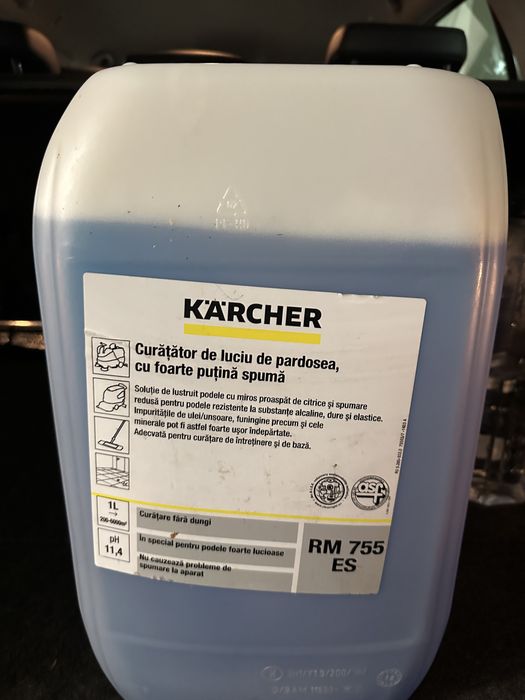 KÄRCHER
Curățător de luciu de pardosea,
cu foarte puțină spumă
Soluție de lustruit podele cu miros proaspăt de citrice și spumare
redusă pentru podele rezistente la substanțe alcaline, dure și elastice.
Impuritățile de ulei/unsoare, funingine precum și cele
minerale pot fi astfel foarte ușor îndepărtate.
Adecvată pentru curățare de întreținere și de bază.
1L
200-6000m²
Curățare fără dungi
pH
11,4
În special pentru podele foarte lucioase
Nu cauzează probleme de
spumare la aparat
RM 755
ES